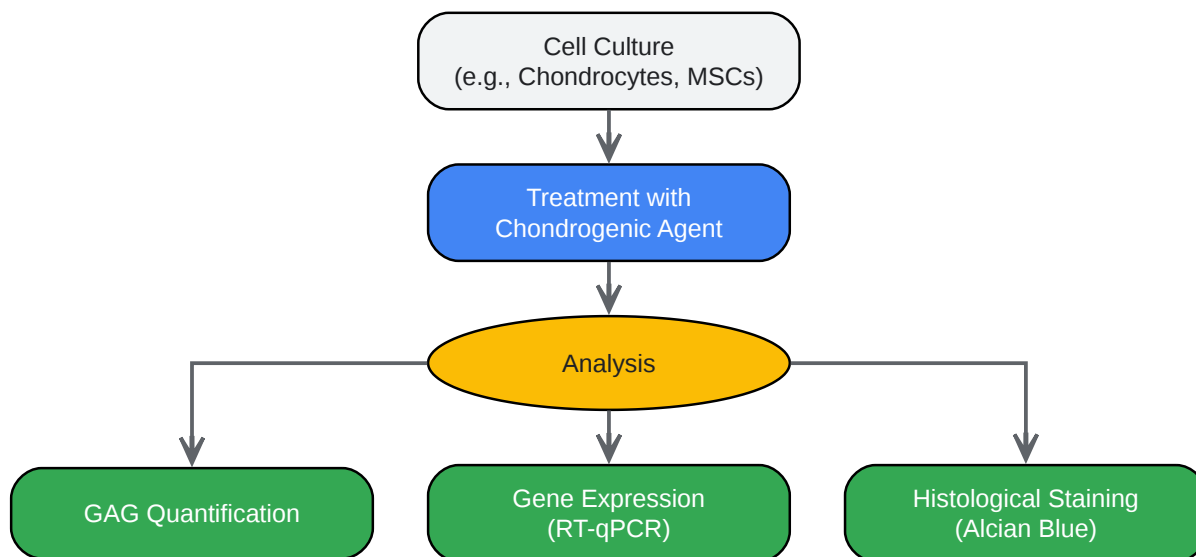 Cell Culture
(e.g., Chondrocytes, MSCs)
Treatment with
Chondrogenic Agent
Analysis
GAG Quantification
Gene Expression
(RT-qPCR)
Histological Staining
(Alcian Blue)